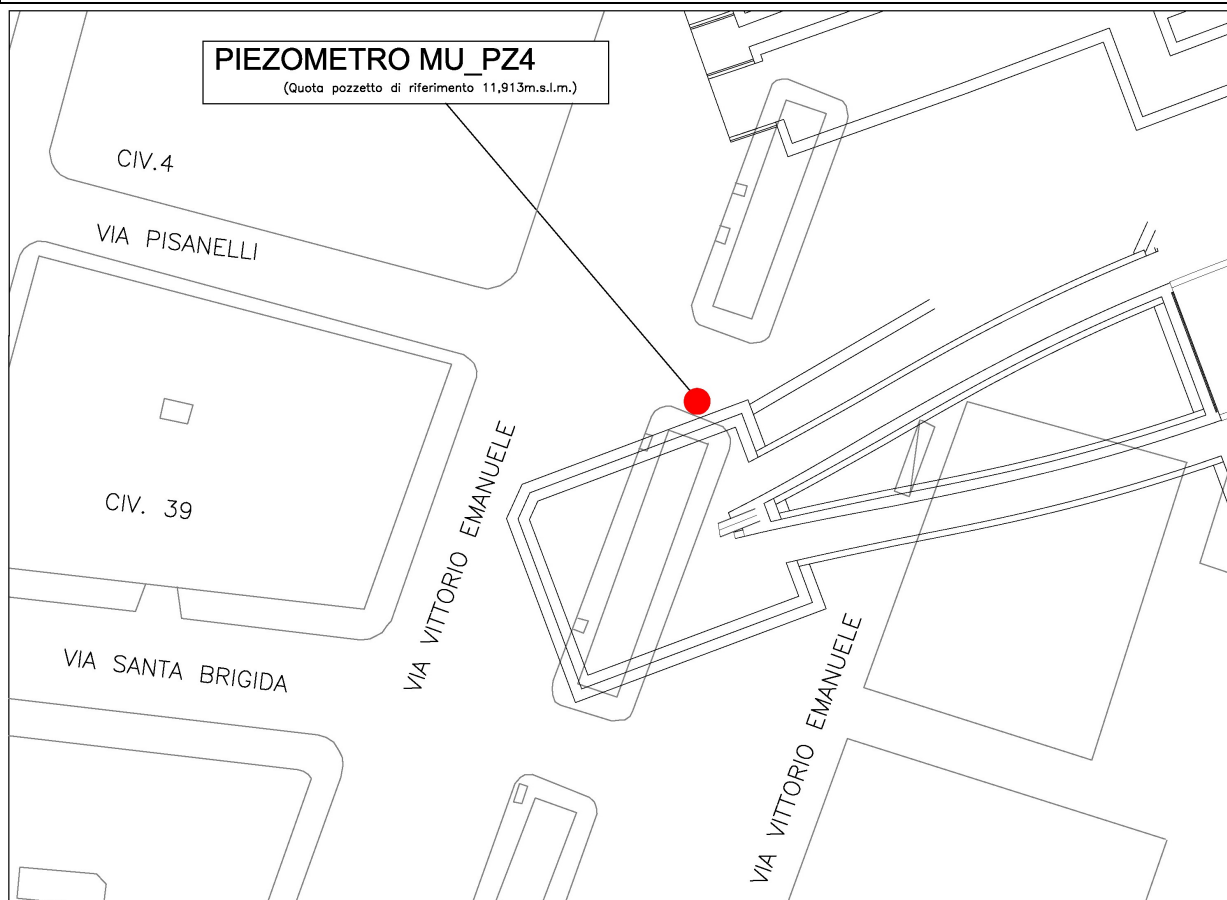 PIEZOMETRO MU_PZ4
(Quota pozzetto di riferimento 11,913m.s.l.m.)
CIV.4
VIA PISANELLI
CIV. 39
VIA VITTORIO EMANUELE
VIA SANTA BRIGIDA
VIA VITTORIO EMANUELE